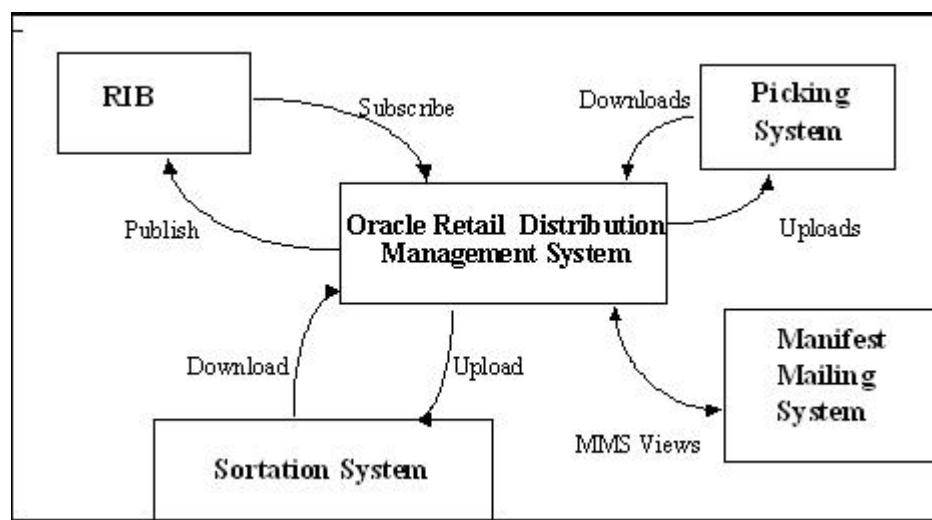 RIB
Subscribe
Downloads
Picking
System
Publish
Oracle Retail Distribution
Management System
Uploads
Download
Upload
Manifest
Mailing
System
MMS Views
Sortation System